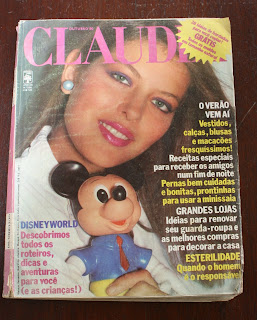 CLAUDIA
GRÁTIS
O VERÃO
VEM AÍ
Vestidos,
calças, blusas
e macacões
fresquíssimos!
Receitas especiais
para receber os amigos
num fim de noite
Pernas bem cuidadas
e bonitas, prontinhas
para usar a minissaia
GRANDES LOJAS
Idéias para renovar
seu guarda-roupa e
as melhores compras
para decorar a casa
ESTERILIDADE
Quando o homem
é o responsável
DISNEYWORLD
Descobrimos
todos os
roteiros,
dicas e
aventuras
para você
(e as crianças!)